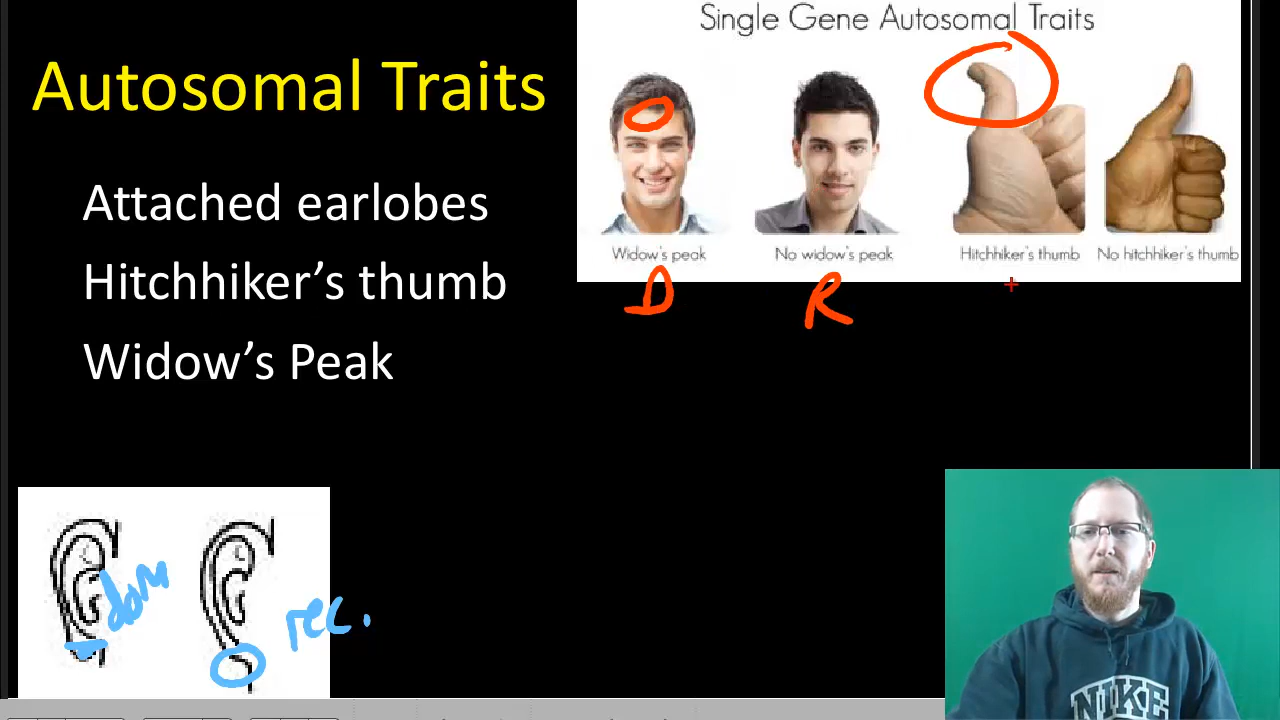 Autosomal Traits
Attached earlobes
Hitchhiker's thumb
Widow's Peak
Single Gene Autosomal Traits
Widow's peak
No widow's peak
Hitchhiker's thumb
No hitchhiker's thumb
D
R
dom
rec.
NIKE